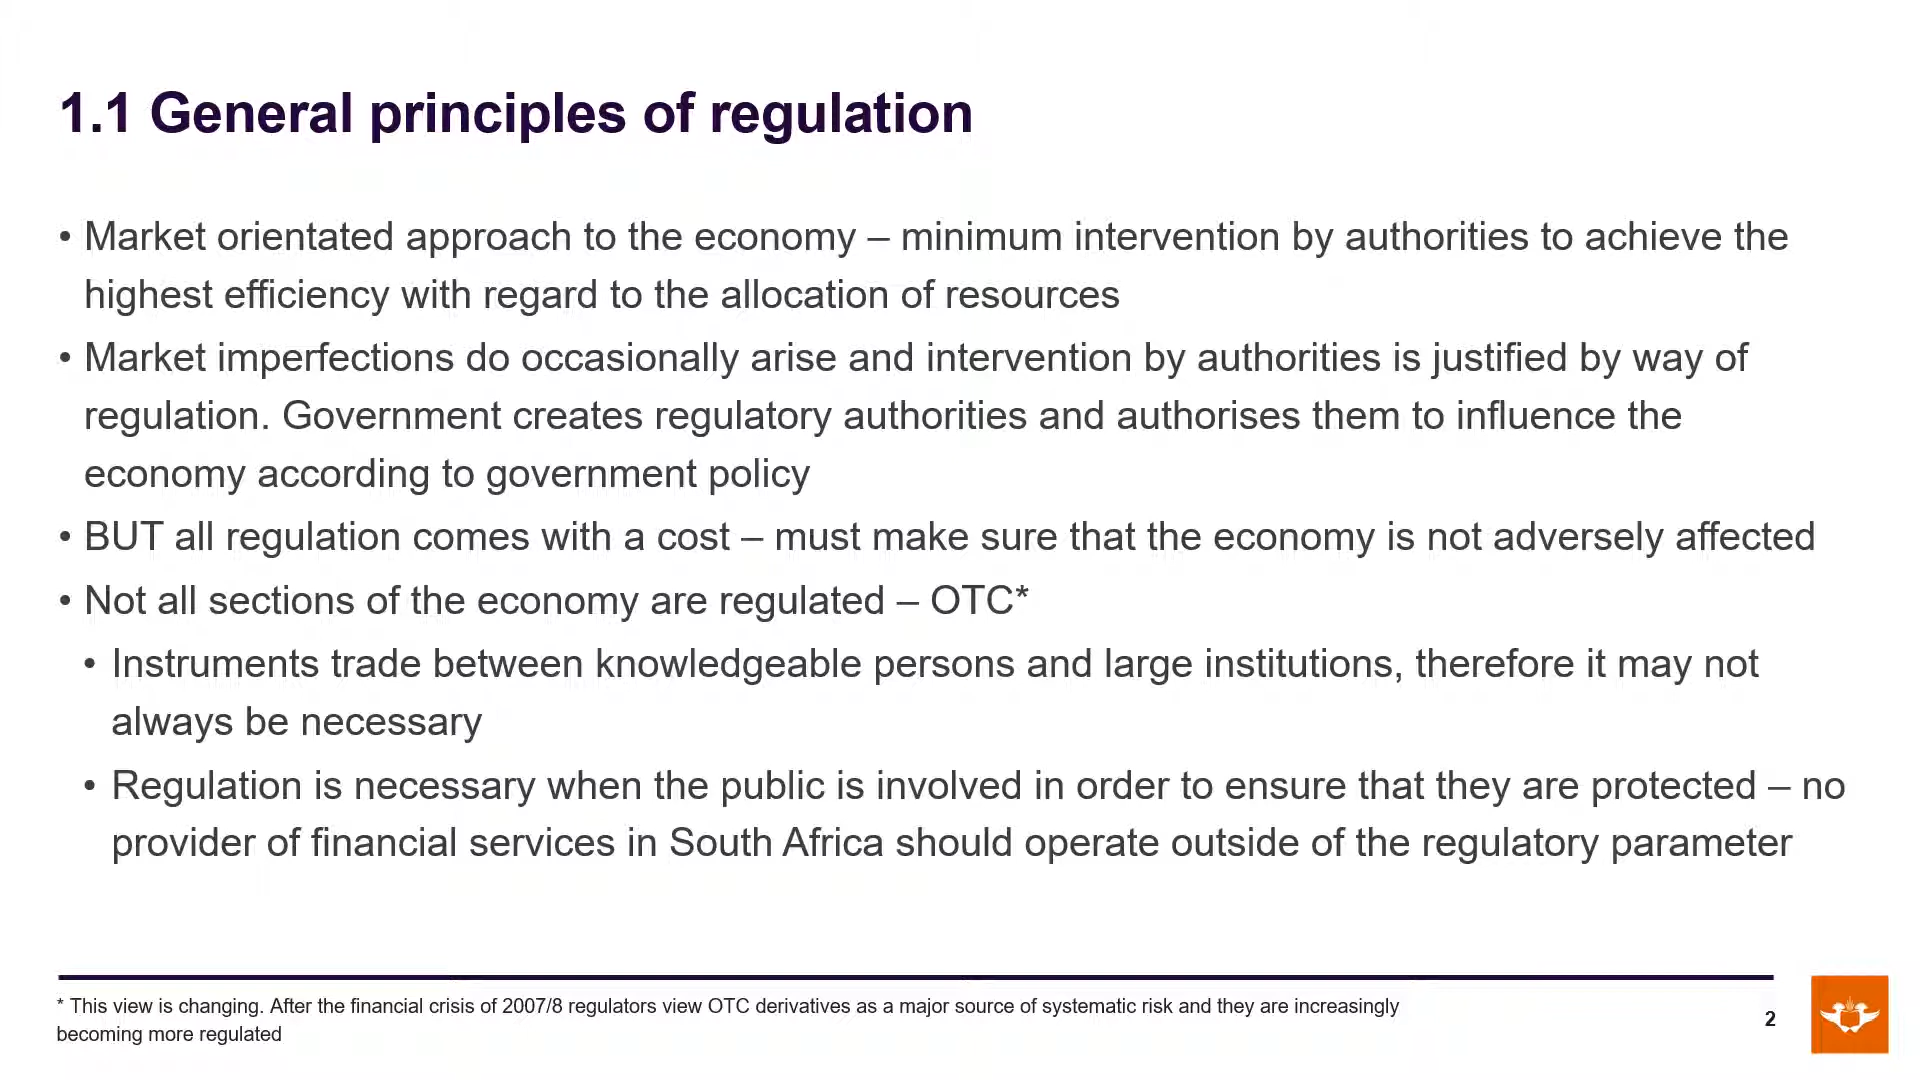 1.1 General principles of regulation
• Market orientated approach to the economy – minimum intervention by authorities to achieve the
highest efficiency with regard to the allocation of resources
• Market imperfections do occasionally arise and intervention by authorities is justified by way of
regulation. Government creates regulatory authorities and authorises them to influence the
economy according to government policy
• BUT all regulation comes with a cost – must make sure that the economy is not adversely affected
• Not all sections of the economy are regulated – OTC*
• Instruments trade between knowledgeable persons and large institutions, therefore it may not
always be necessary
• Regulation is necessary when the public is involved in order to ensure that they are protected – no
provider of financial services in South Africa should operate outside of the regulatory parameter
* This view is changing. After the financial crisis of 2007/8 regulators view OTC derivatives as a major source of systematic risk and they are increasingly
becoming more regulated
2